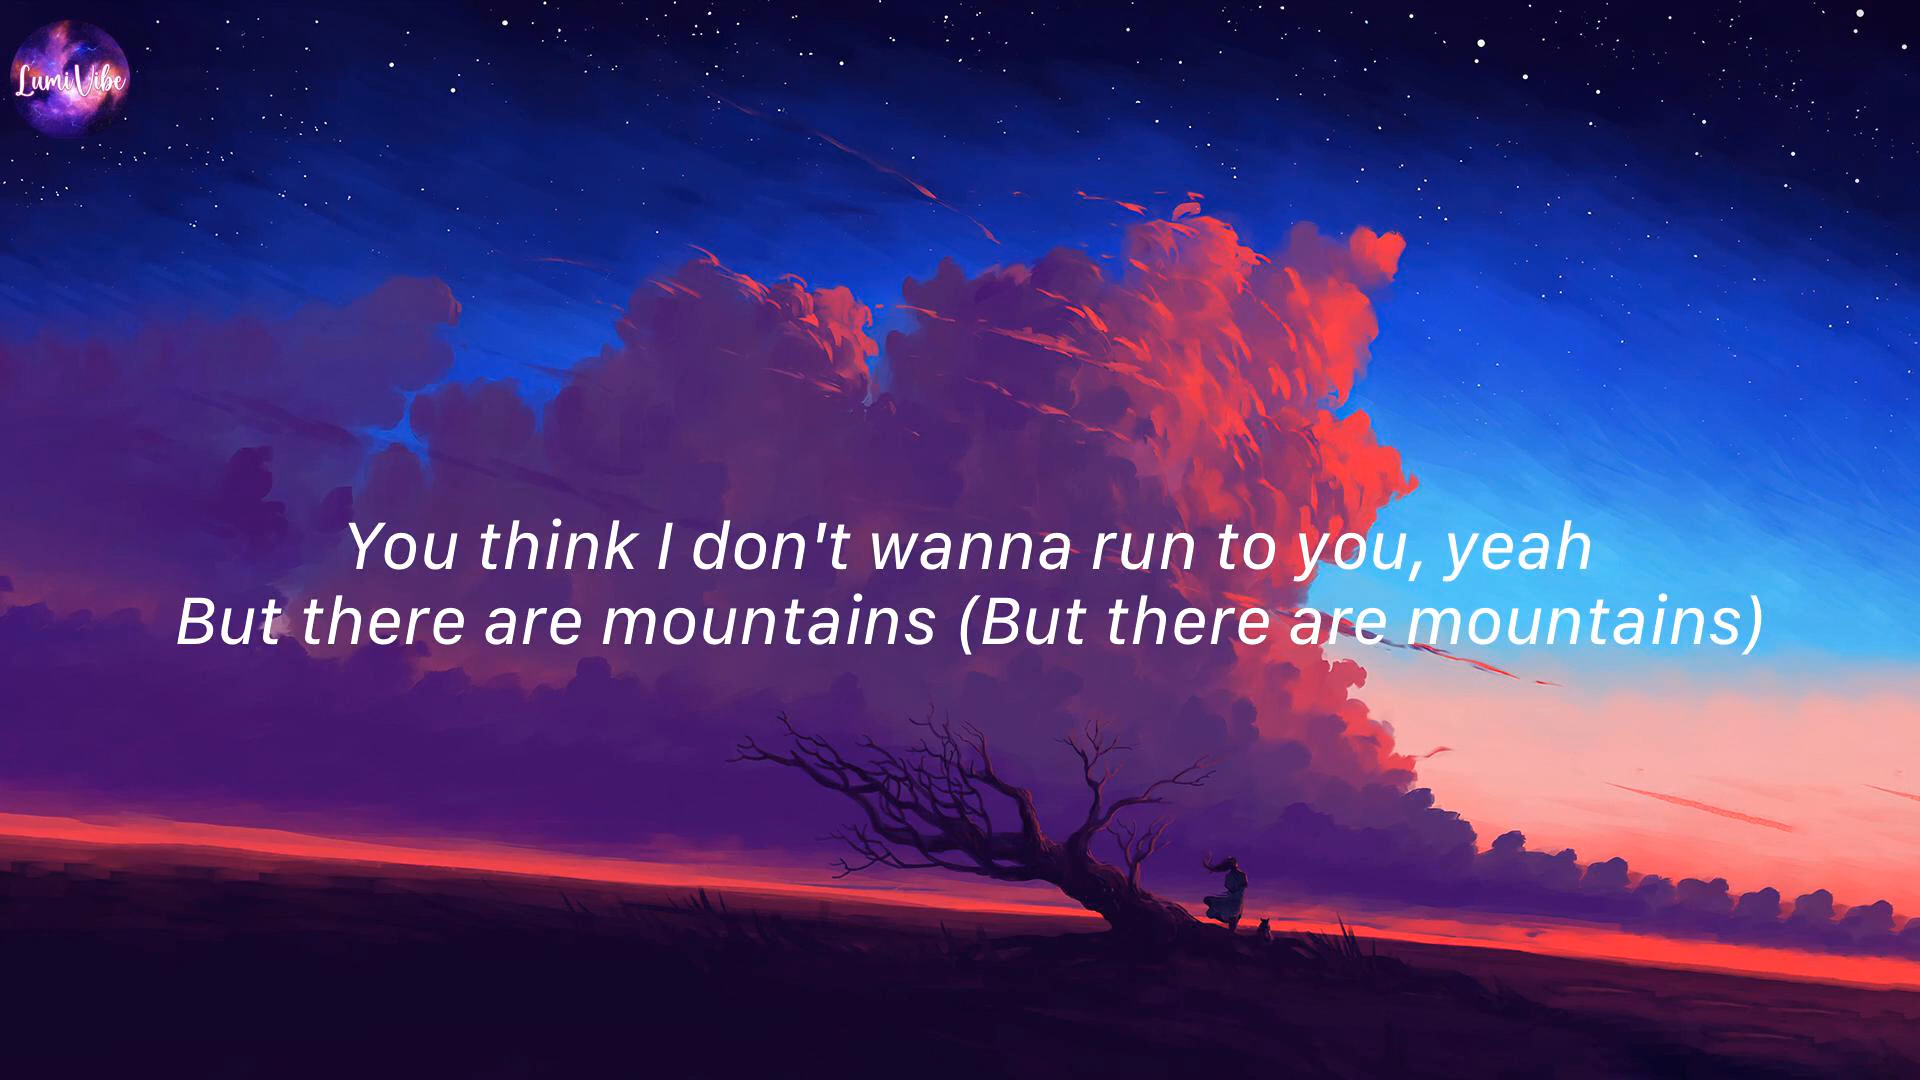 LumiVibe
You think I don't wanna run to you, yeah
But there are mountains (But there are mountains)